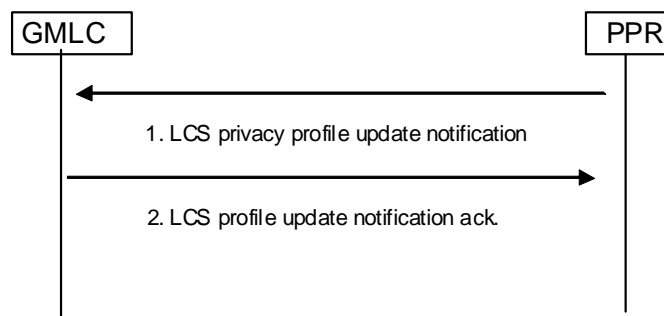 GMLC PPR
1. LCS privacy profile update notification
2. LCS profile update notification ack.